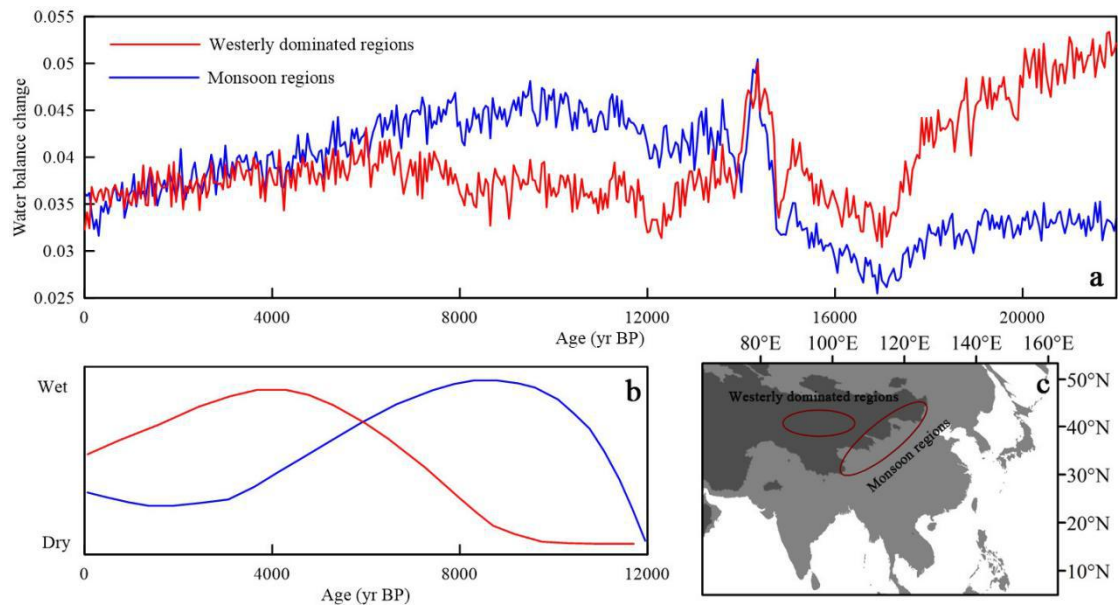 0.055
0.05
0.045
0.04
0.035
0.03
0.025
Water balance change
Westerly dominated regions
Monsoon regions
a
0 4000 8000 12000 16000 20000
Age (yr BP)
Wet
Dry
b
0 4000 8000 12000
Age (yr BP)
80°E 100°E 120°E 140°E 160°E
c
50°N
40°N
30°N
20°N
10°N
Westerly dominated regions
Monsoon regions